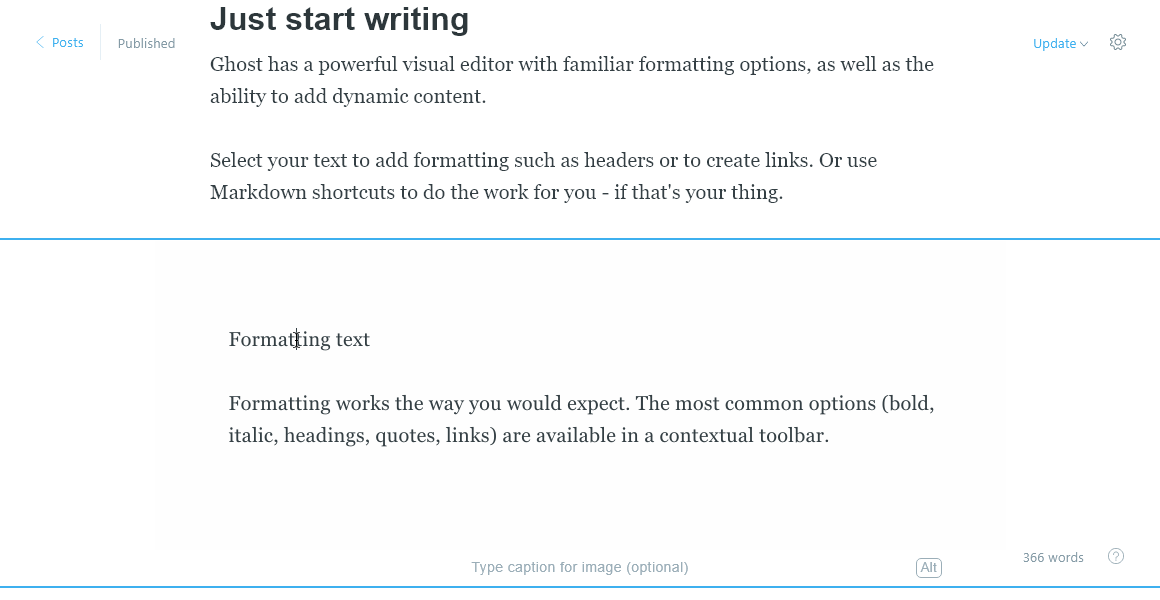 Just start writing
Posts
Published
Update
Ghost has a powerful visual editor with familiar formatting options, as well as the
ability to add dynamic content.
Select your text to add formatting such as headers or to create links. Or use
Markdown shortcuts to do the work for you - if that's your thing.
Formatting text
Formatting works the way you would expect. The most common options (bold,
italic, headings, quotes, links) are available in a contextual toolbar.
366 words
?
Type caption for image (optional)
Alt